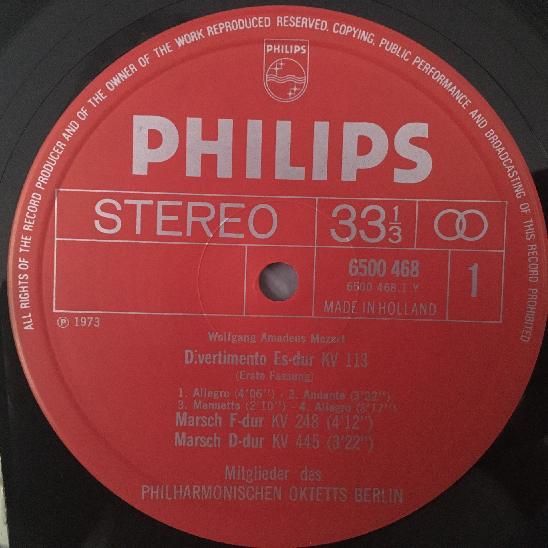 ALL RIGHTS OF THE RECORD PRODUCER AND OF THE OWNER OF THE WORK REPRODUCED RESERVED. COPYING, PUBLIC PERFORMANCE AND BROADCASTING OF THIS RECORD PROHIBITED
PHILIPS
PHILIPS
STEREO 33 1/3
6500 468 1
6500 468.1 Y
MADE IN HOLLAND
℗ 1973
Wolfgang Amadeus Mozart
Divertimento Es-dur KV 113
(Erste Fassung)
1. Allegro (4'06") - 2. Andante (3'32")
3. Menuetto (2'10") - 4. Allegro
Marsch F-dur KV 248 (4'12")
Marsch D-dur KV 445 (3'22")
Mitglieder des
PHILHARMONISCHEN OKTETTS BERLIN